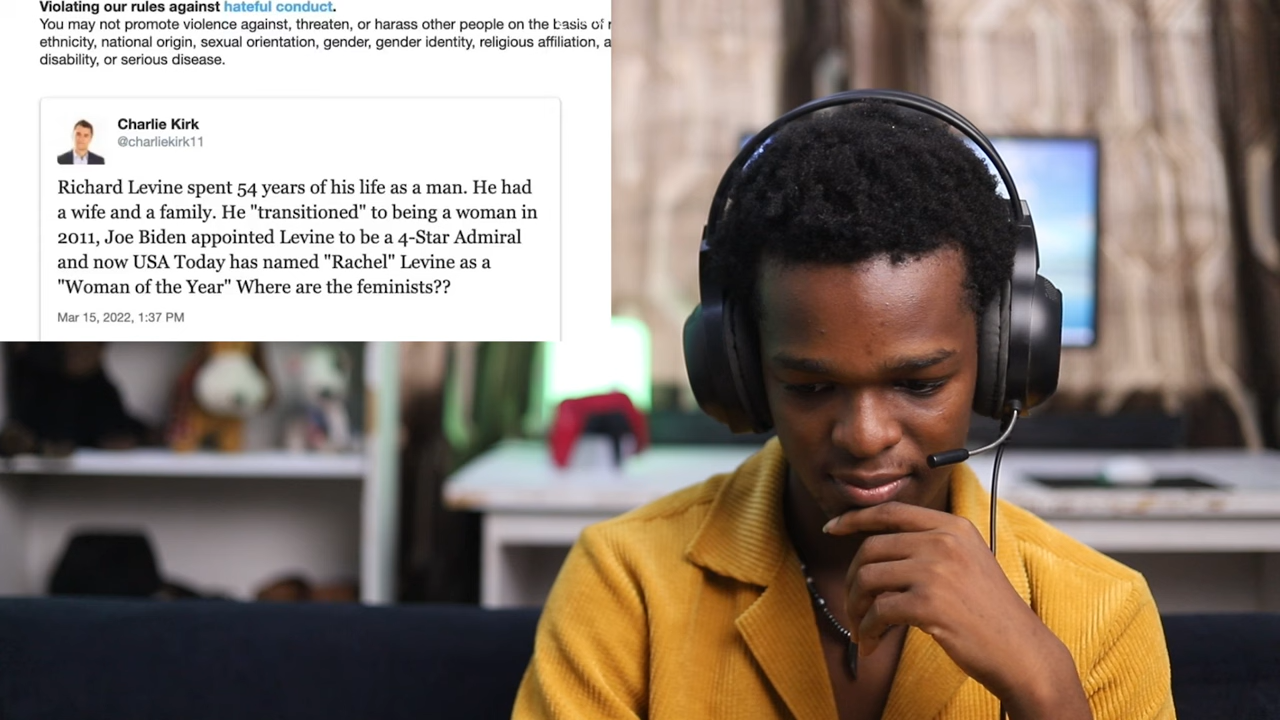 Violating our rules against hateful conduct.
You may not promote violence against, threaten, or harass other people on the basis of
ethnicity, national origin, sexual orientation, gender, gender identity, religious affiliation,
disability, or serious disease.
Charlie Kirk
@charliekirk11
Richard Levine spent 54 years of his life as a man. He had
a wife and a family. He "transitioned" to being a woman in
2011, Joe Biden appointed Levine to be a 4-Star Admiral
and now USA Today has named "Rachel" Levine as a
"Woman of the Year" Where are the feminists??
Mar 15, 2022, 1:37 PM